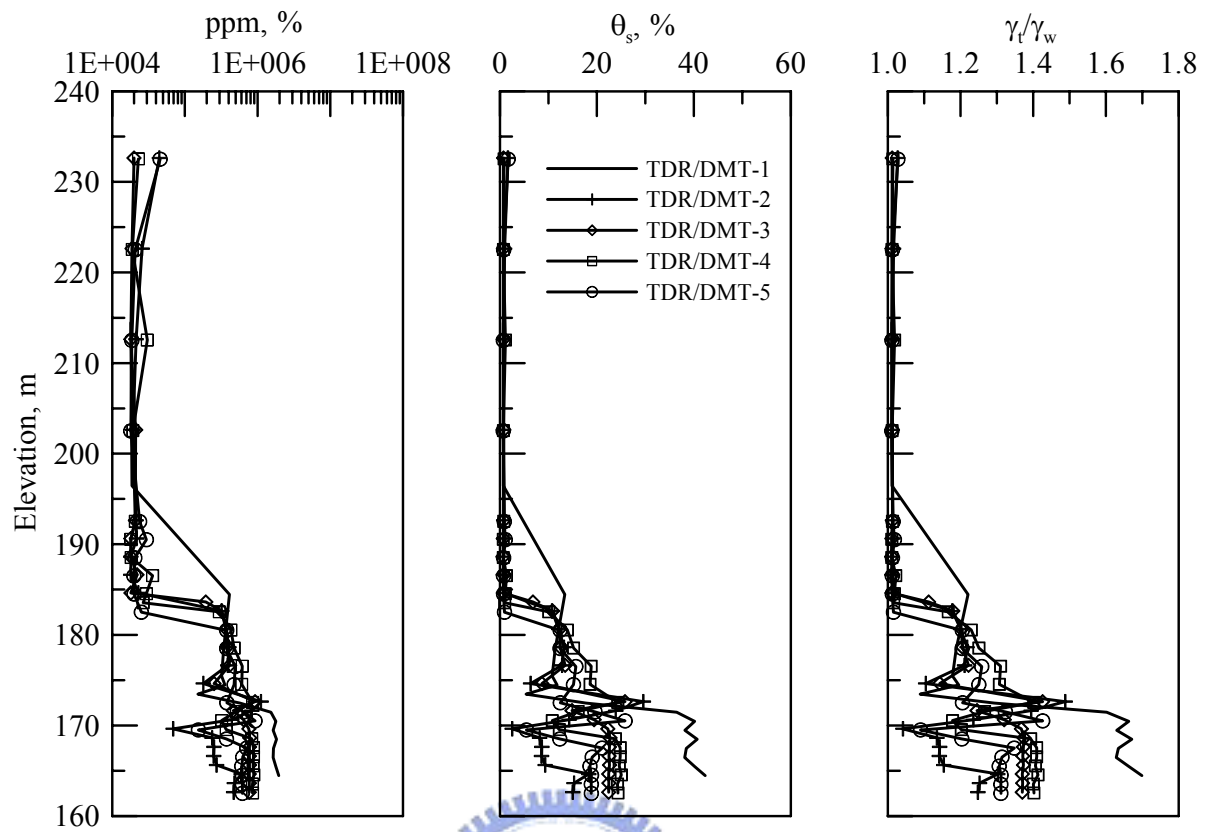 ppm, %
θs, %
γt/γw
1E+004 1E+006 1E+008
0 20 40 60
1.0 1.2 1.4 1.6 1.8
240
230
220
210
200
190
180
170
160
Elevation, m
TDR/DMT-1
TDR/DMT-2
TDR/DMT-3
TDR/DMT-4
TDR/DMT-5